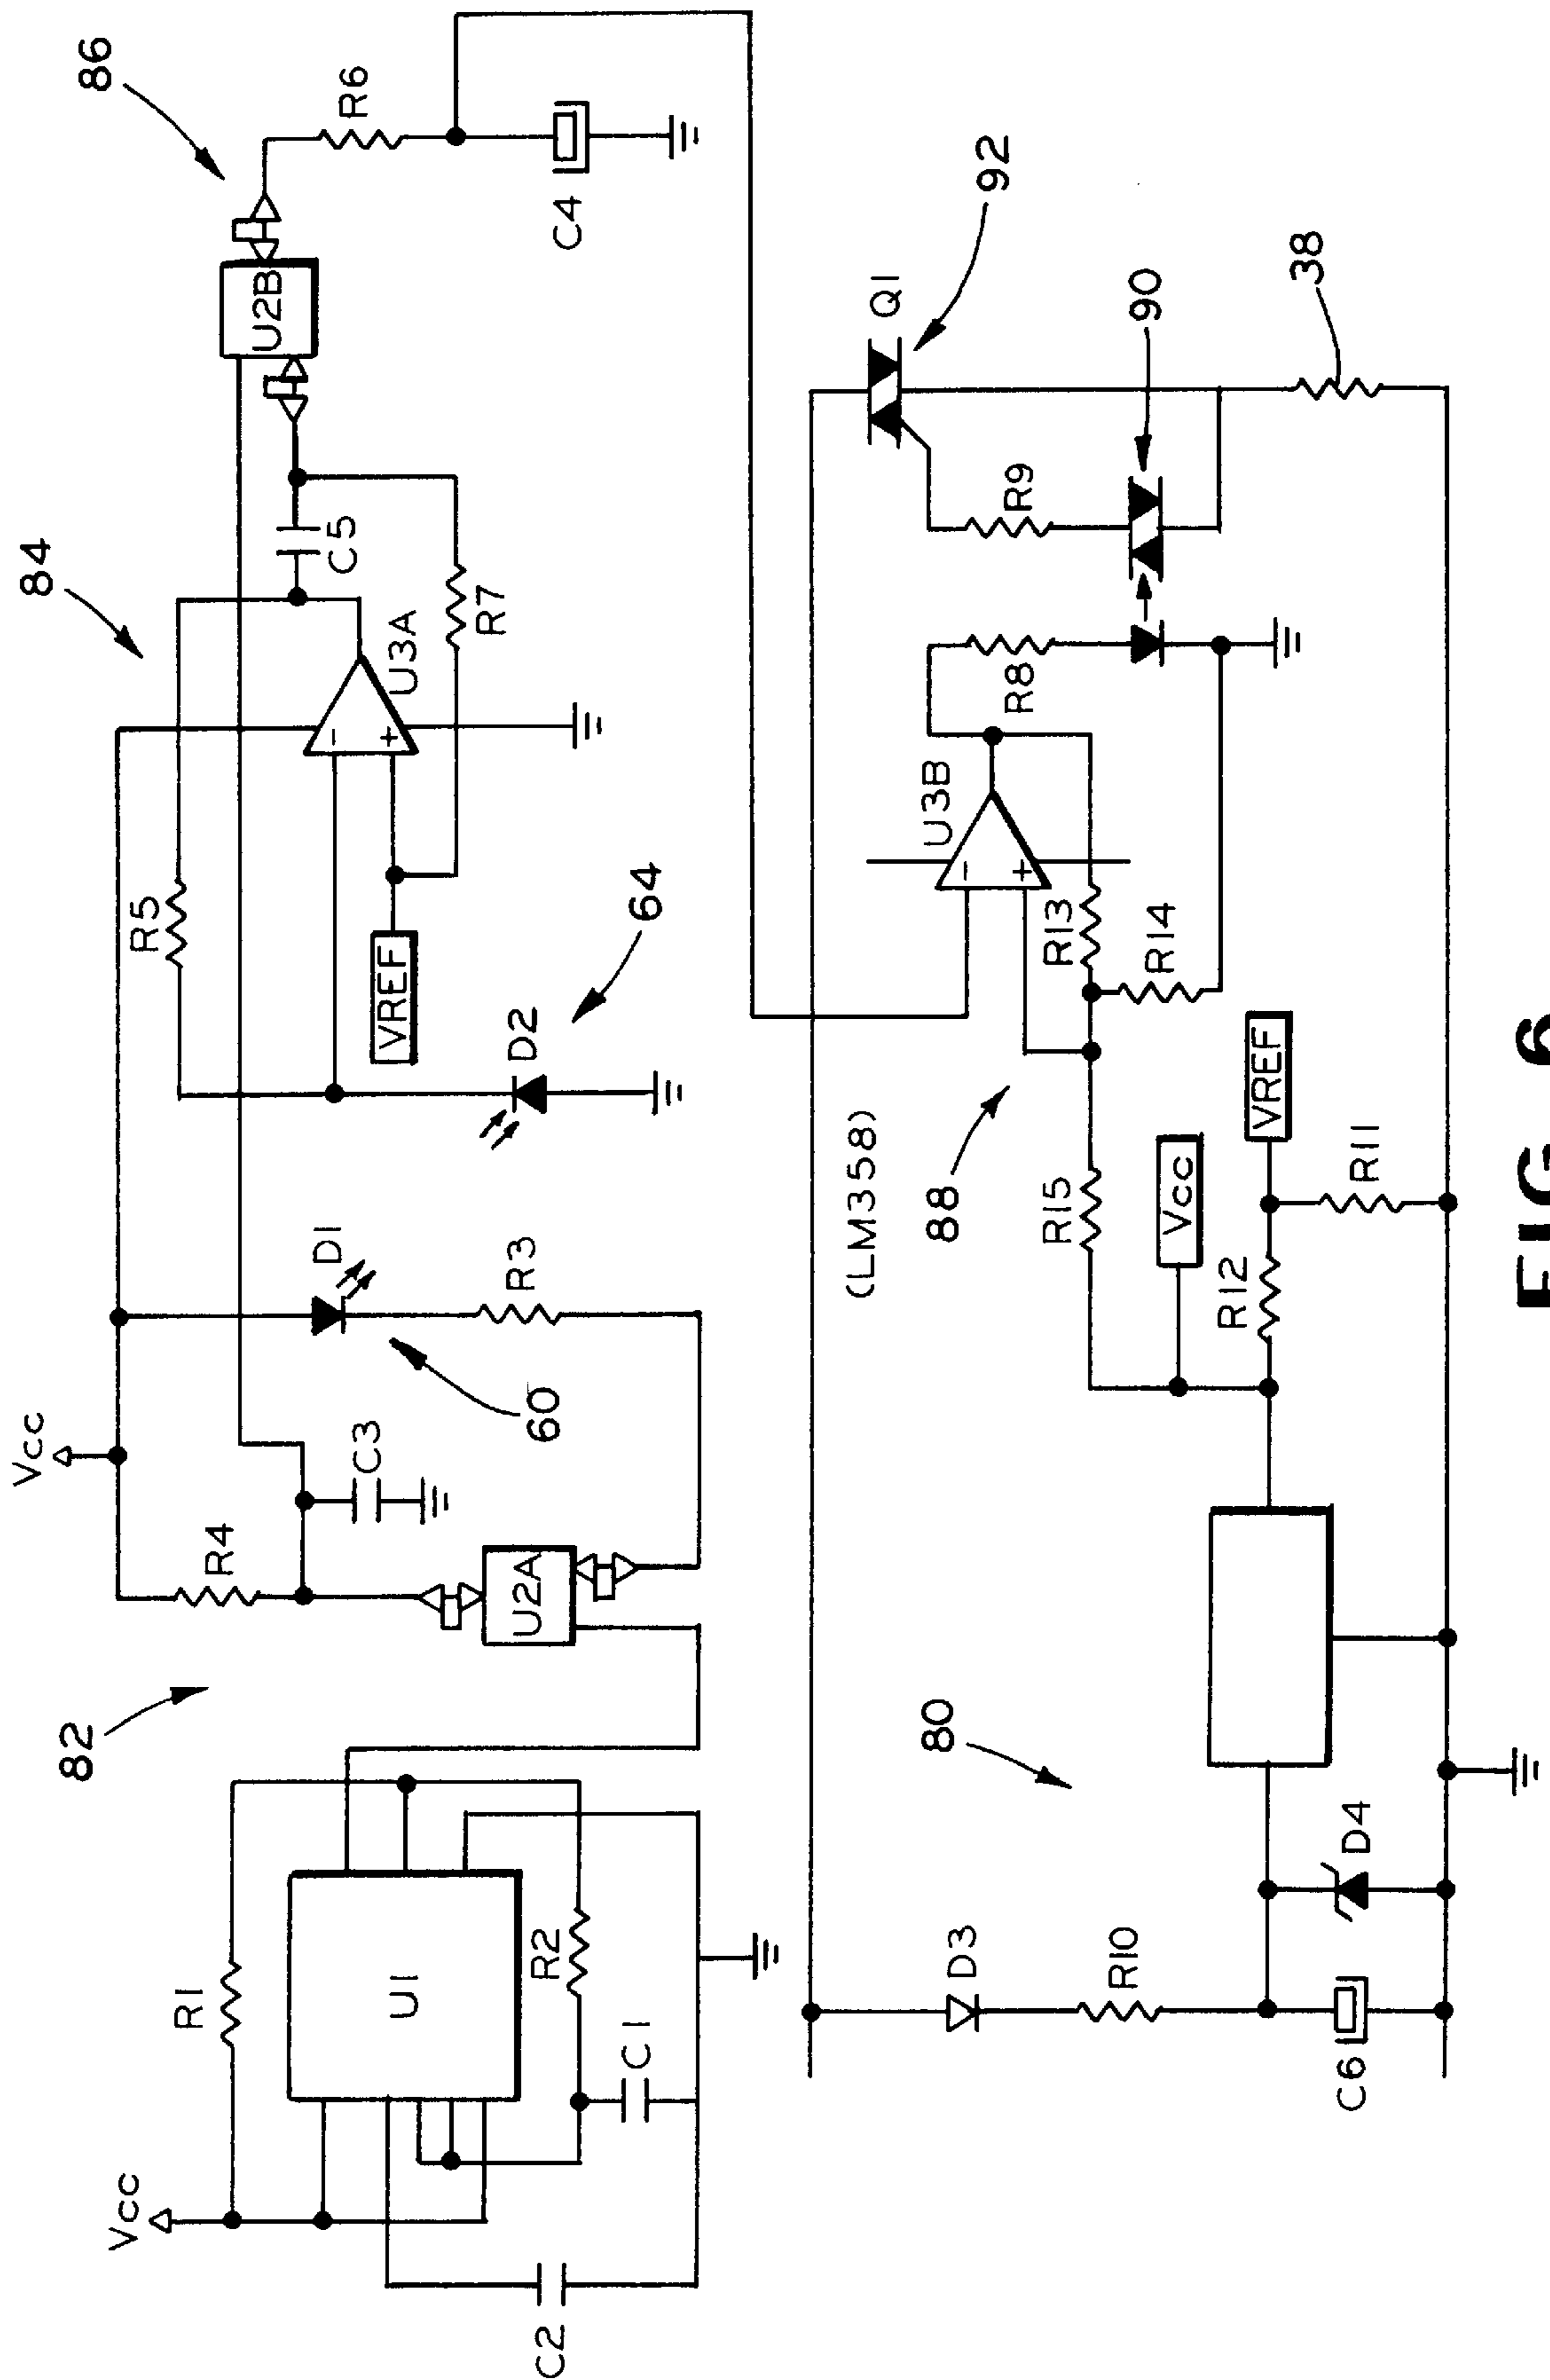 86
R6
C4
U2B
84
C5
R7
U3A
R5
VREF
D2
64
Vcc
D1
R3
60
C3
R4
U2A
82
R1
U1
R2
C1
C2
Vcc
92
Q1
90
38
R9
R8
U3B
R13
R14
88
(LM358)
R15
Vcc
VREF
R11
R12
80
D3
R10
D4
C6
FIG 6